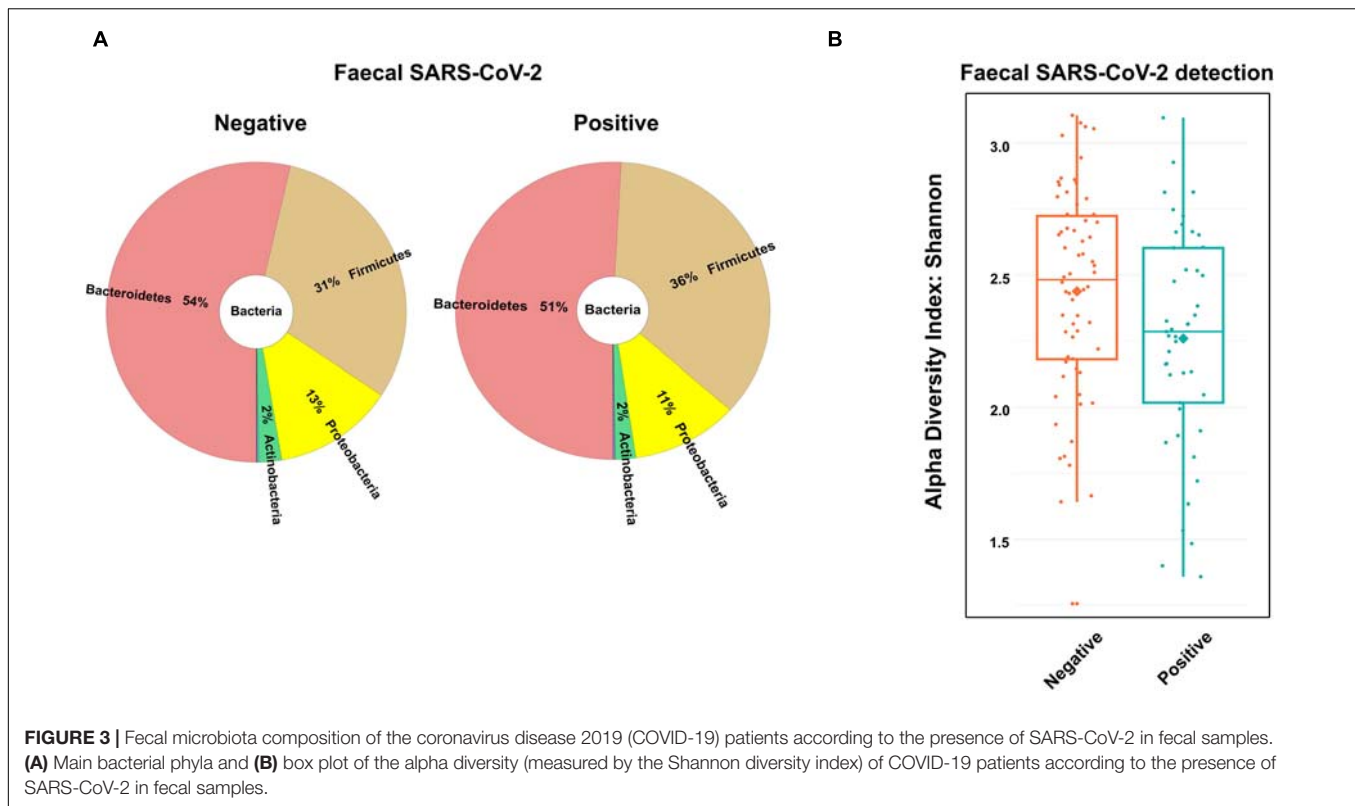 A
Faecal SARS-CoV-2
Negative
Positive
Bacteroidetes 54%
31% Firmicutes
13% Proteobacteria
2% Actinobacteria
Bacteria
Bacteroidetes 51%
36% Firmicutes
11% Proteobacteria
2% Actinobacteria
Bacteria
B
Faecal SARS-CoV-2 detection
Alpha Diversity Index: Shannon
3.0
2.5
2.0
1.5
Negative
Positive
FIGURE 3 | Fecal microbiota composition of the coronavirus disease 2019 (COVID-19) patients according to the presence of SARS-CoV-2 in fecal samples.
(A) Main bacterial phyla and (B) box plot of the alpha diversity (measured by the Shannon diversity index) of COVID-19 patients according to the presence of
SARS-CoV-2 in fecal samples.